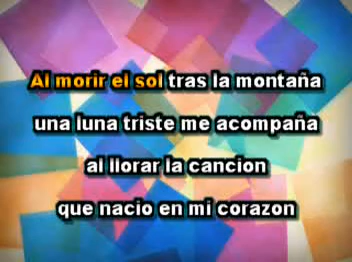 Al morir el sol tras la montaña
una luna triste me acompaña
al llorar la cancion
que nacio en mi corazon